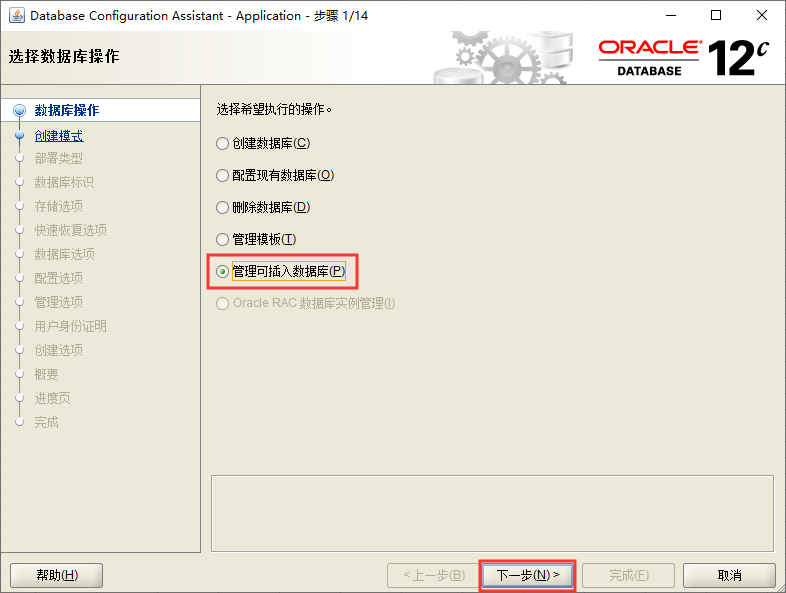 Database Configuration Assistant - Application - 步骤 1/14
选择数据库操作
ORACLE
DATABASE
12c
数据库操作
创建模式
部署类型
数据库标识
存储选项
快速恢复选项
数据库选项
配置选项
管理选项
用户身份证明
创建选项
概要
进度页
完成
选择希望执行的操作。
创建数据库(C)
配置现有数据库(O)
删除数据库(D)
管理模板(T)
管理可插入数据库(P)
Oracle RAC 数据库实例管理(I)
帮助(H)
< 上一步(B)
下一步(N) >
完成(F)
取消